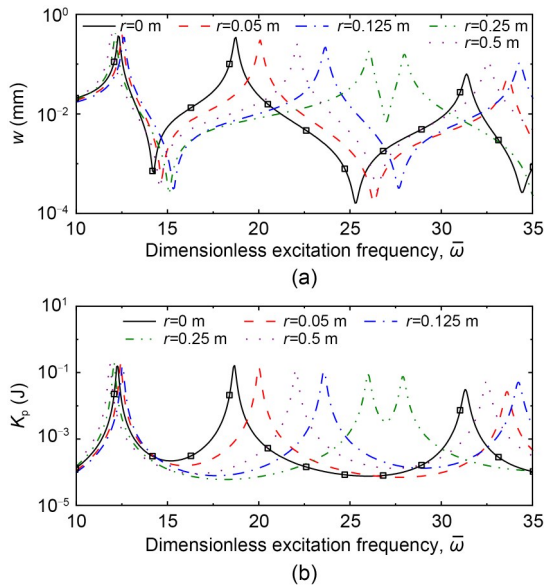 r=0 m r=0.05 m r=0.125 m r=0.25 m
r=0.5 m
10⁰
10⁻²
10⁻⁴
w (mm)
10 15 20 25 30 35
Dimensionless excitation frequency, ω̄
(a)
r=0 m r=0.05 m r=0.125 m
r=0.25 m r=0.5 m
10¹
10⁻¹
10⁻³
10⁻⁵
Kₚ (J)
10 15 20 25 30 35
Dimensionless excitation frequency, ω̄
(b)